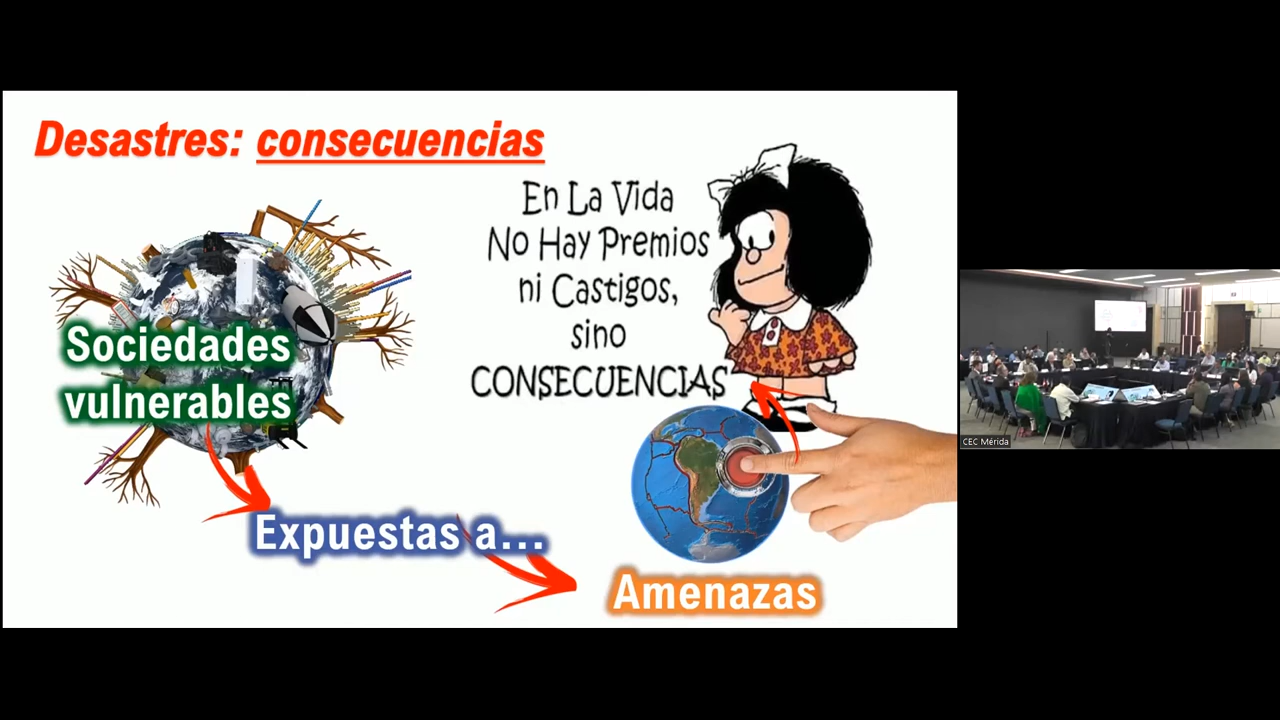 Desastres: consecuencias
En La Vida
No Hay Premios
ni Castigos,
sino
CONSECUENCIAS
Sociedades
vulnerables
Expuestas a...
Amenazas
CEC Mérida